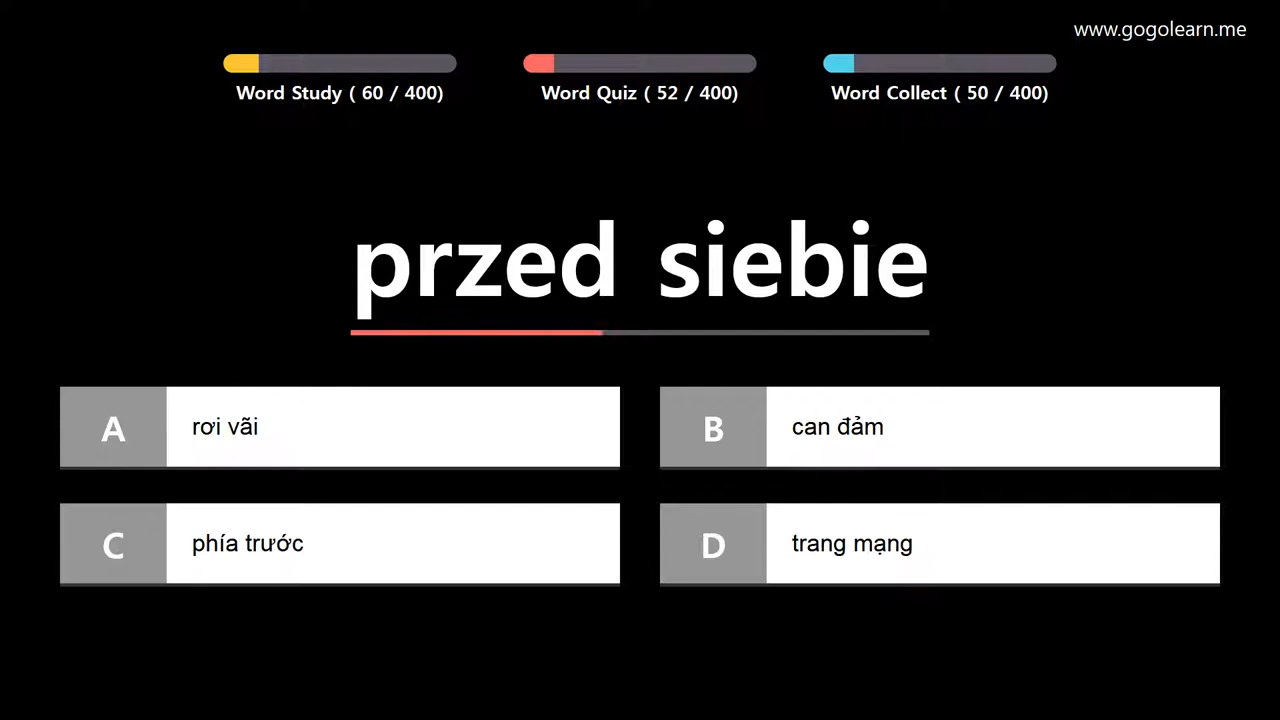 www.gogolearn.me
Word Study ( 60 / 400)
Word Quiz ( 52 / 400)
Word Collect ( 50 / 400)
przed siebie
A
rơi vãi
B
can đảm
C
phía trước
D
trang mạng